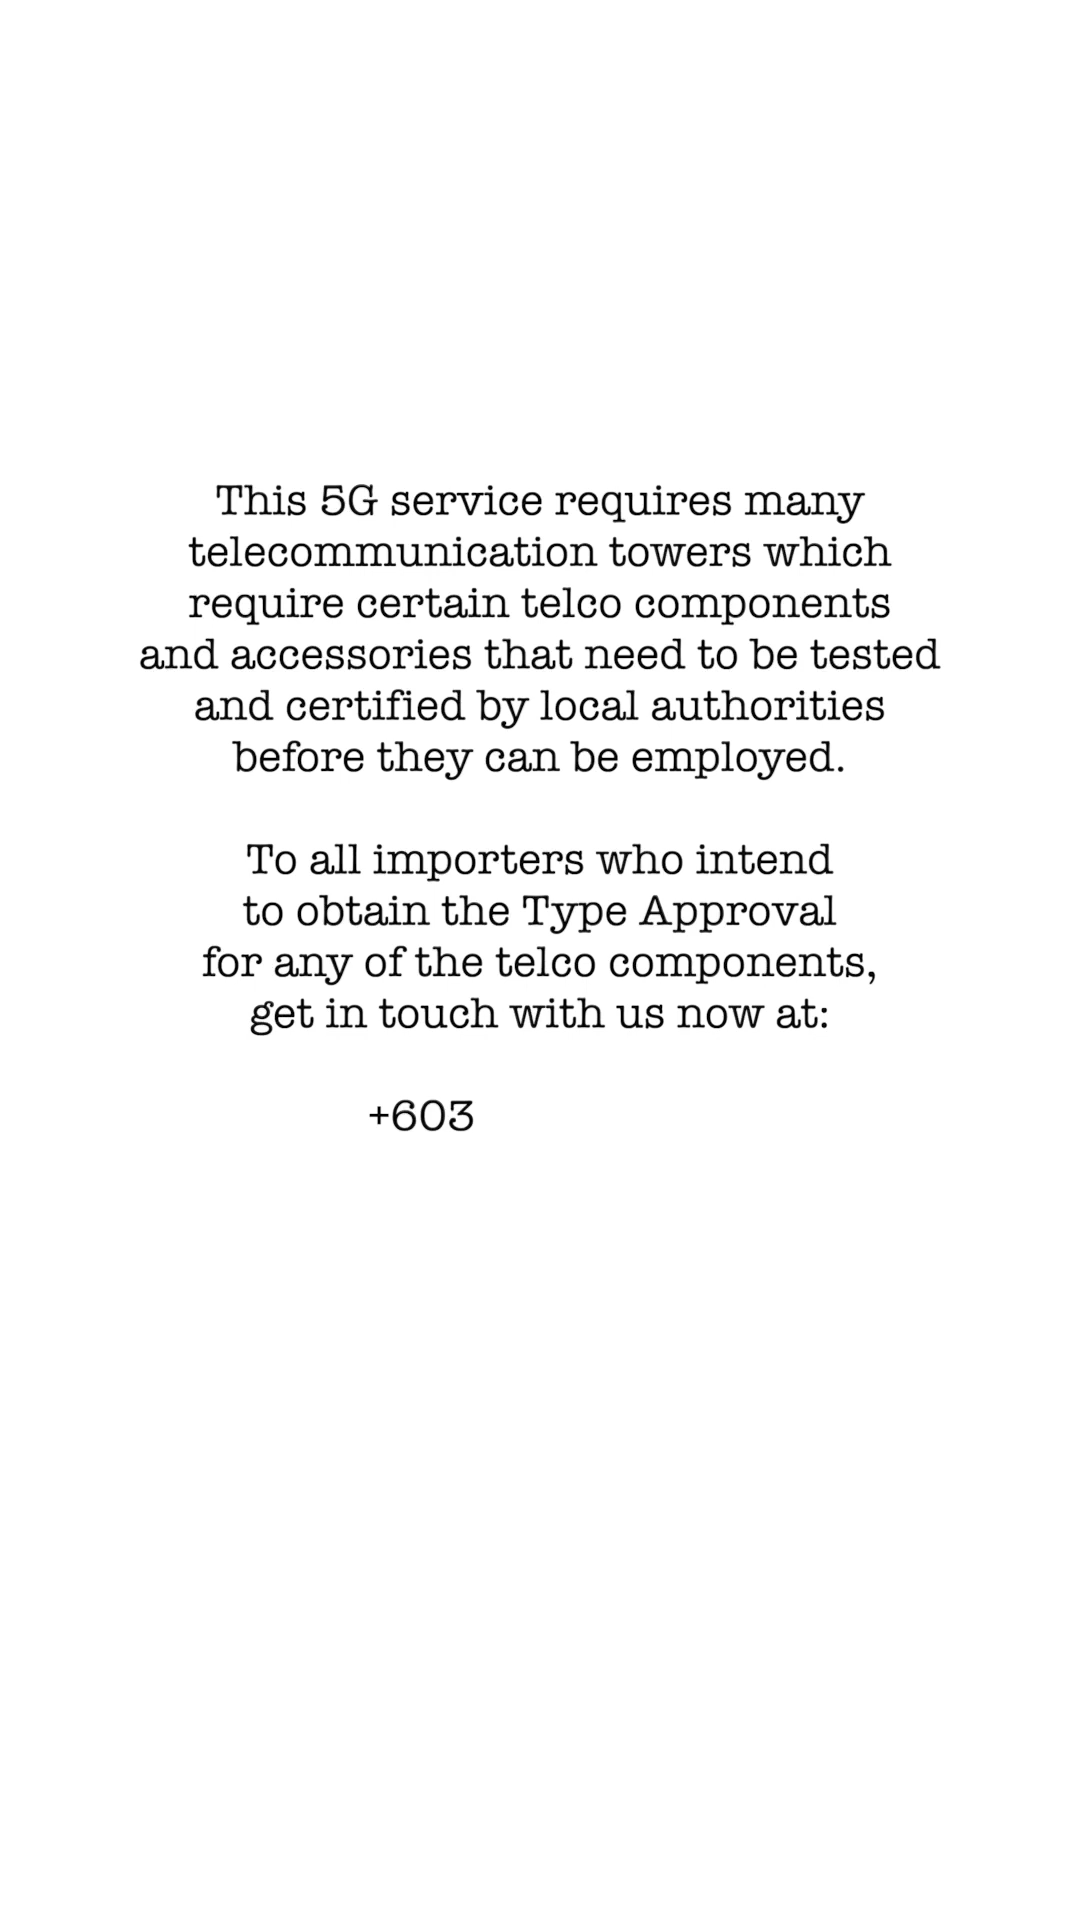 This 5G service requires many
telecommunication towers which
require certain telco components
and accessories that need to be tested
and certified by local authorities
before they can be employed.
To all importers who intend
to obtain the Type Approval
for any of the telco components,
get in touch with us now at:
+603